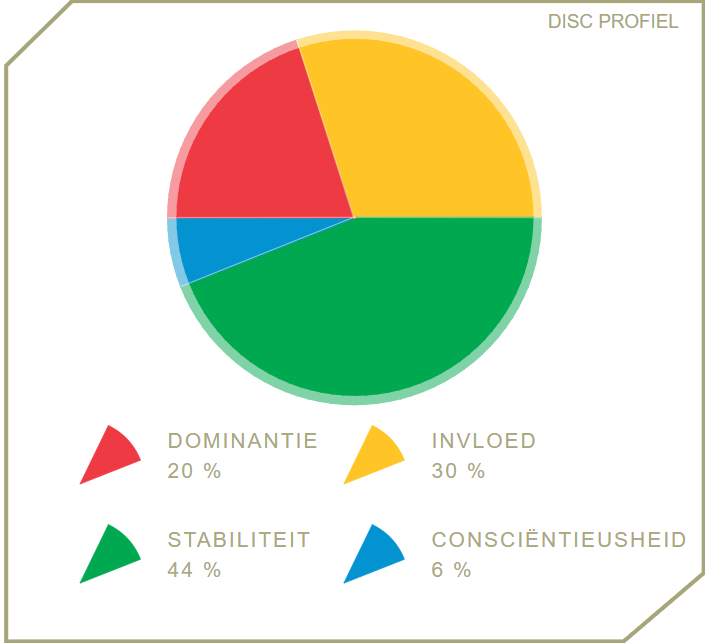 DISC PROFIEL
DOMINANTIE
20 %
INVLOED
30 %
STABILITEIT
44 %
CONSCIËNTIEUSHEID
6 %